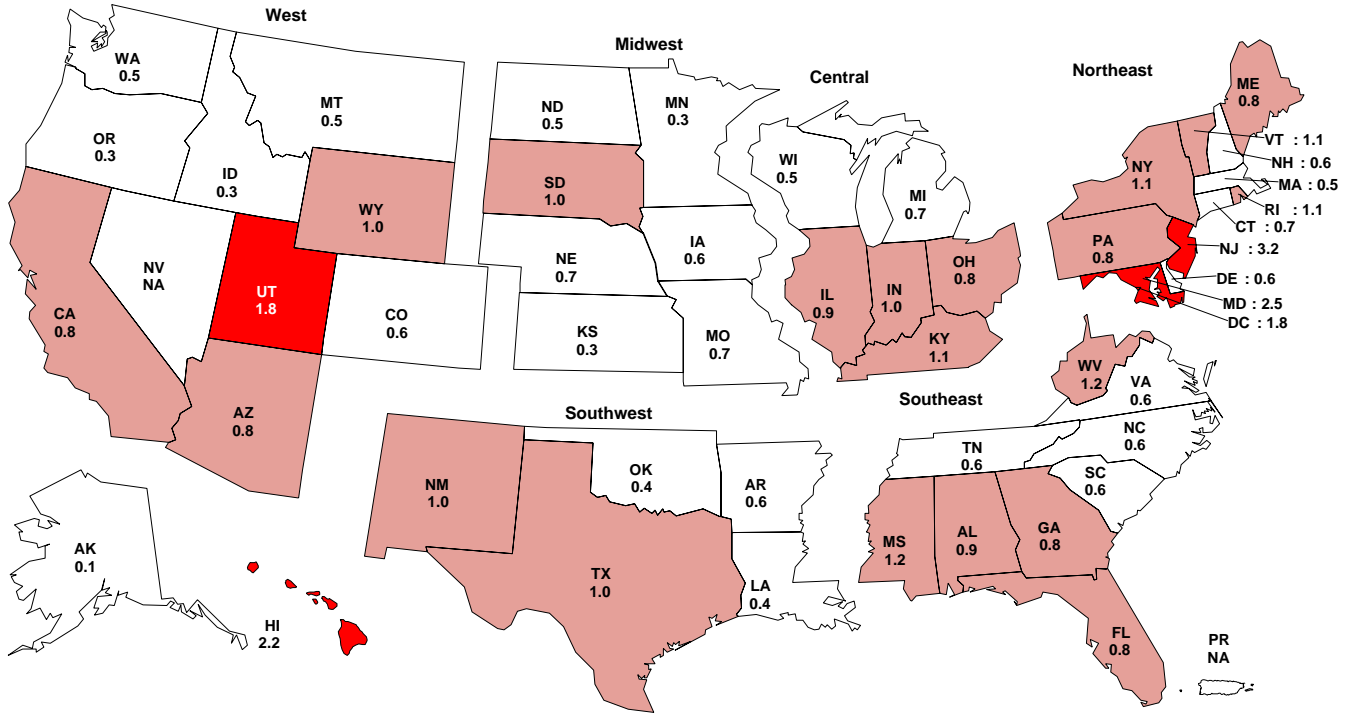 West
Midwest
Central
Northeast
WA
0.5
MT
0.5
OR
0.3
ID
0.3
WY
1.0
NV
NA
UT
1.8
CO
0.6
CA
0.8
AZ
0.8
AK
0.1
HI
2.2
ND
0.5
MN
0.3
SD
1.0
NE
0.7
IA
0.6
KS
0.3
MO
0.7
WI
0.5
MI
0.7
IL
0.9
IN
1.0
OH
0.8
KY
1.1
ME
0.8
NY
1.1
PA
0.8
VT : 1.1
NH : 0.6
MA : 0.5
RI : 1.1
CT : 0.7
NJ : 3.2
DE : 0.6
MD : 2.5
DC : 1.8
Southwest
NM
1.0
OK
0.4
AR
0.6
TX
1.0
LA
0.4
Southeast
WV
1.2
VA
0.6
TN
0.6
NC
0.6
SC
0.6
MS
1.2
AL
0.9
GA
0.8
FL
0.8
PR
NA